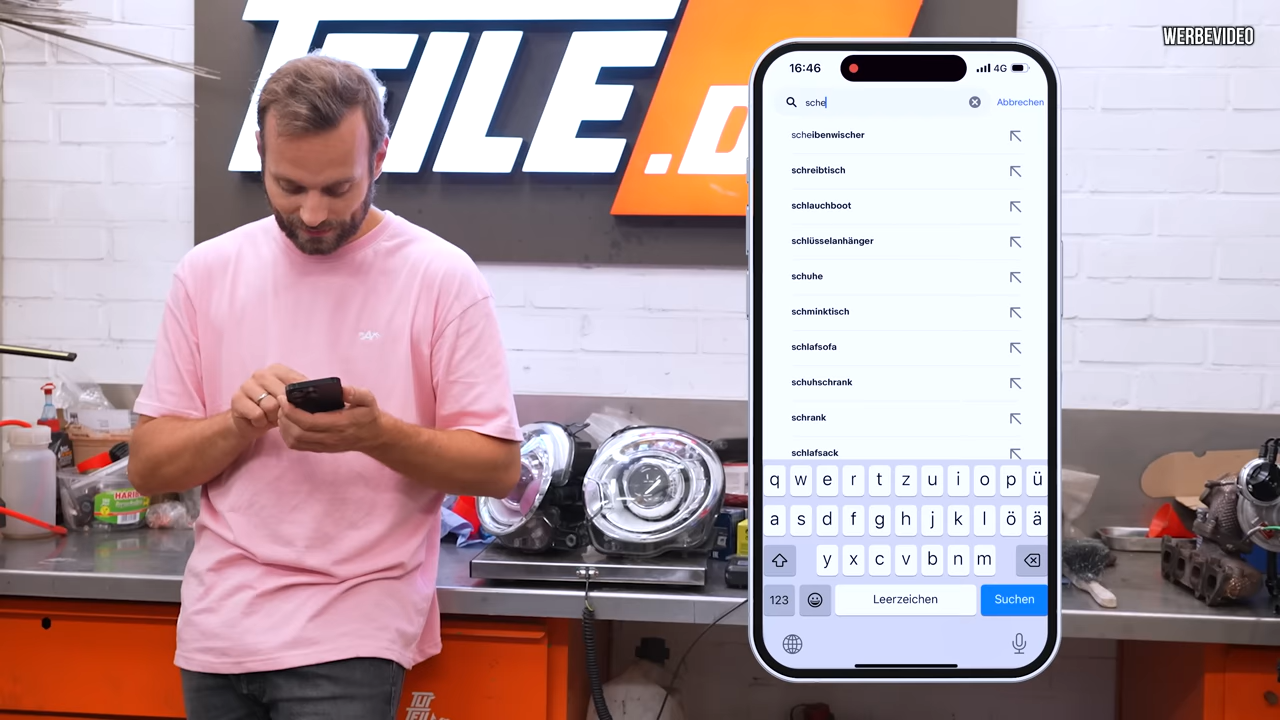 WERBEVIDEO
TEILE.D
16:46
4G
sche
Abbrechen
scheibenwischer
schreibtisch
schlauchboot
schlüsselanhänger
schuhe
schminktisch
schlafsofa
schuhschrank
schrank
schlafsack
q w e r t z u i o p ü
a s d f g h j k l ö ä
y x c v b n m
123
Leerzeichen
Suchen
HARIB